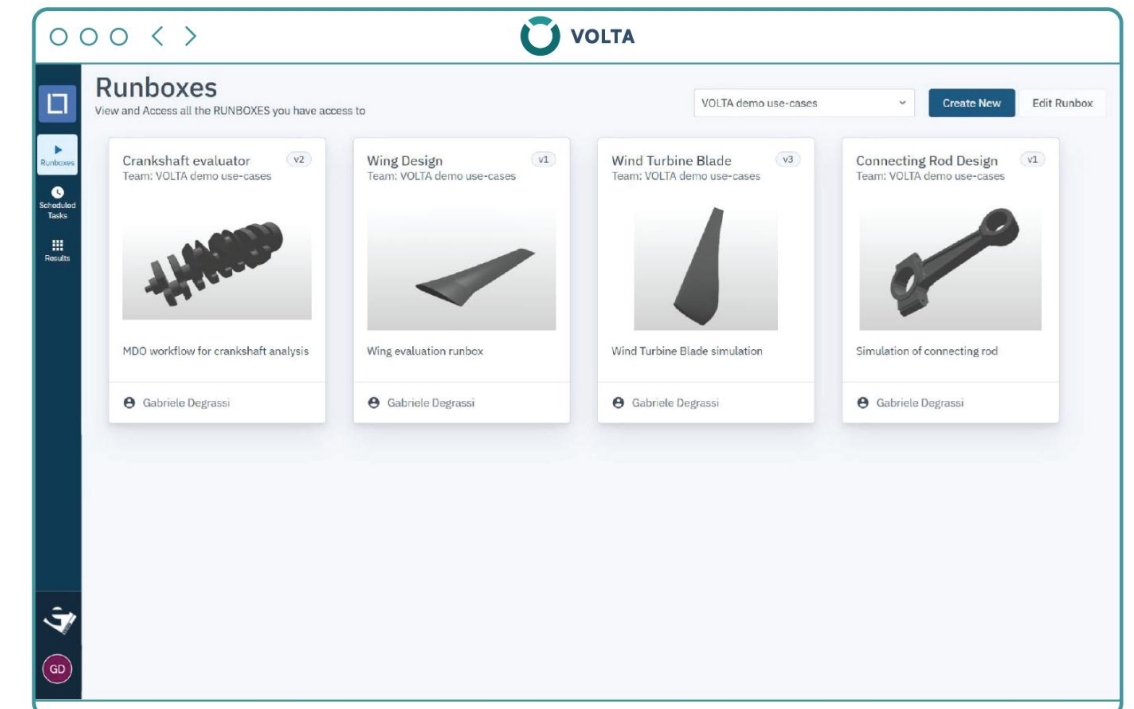 VOLTA
Runboxes
View and Access all the RUNBOXES you have access to
VOLTA demo use-cases
Create New
Edit Runbox
Runboxes
Scheduled
Tasks
Results
Crankshaft evaluator v2
Team: VOLTA demo use-cases
MDO workflow for crankshaft analysis
Gabriele Degrassi
Wing Design v1
Team: VOLTA demo use-cases
Wing evaluation runbox
Gabriele Degrassi
Wind Turbine Blade v3
Team: VOLTA demo use-cases
Wind Turbine Blade simulation
Gabriele Degrassi
Connecting Rod Design v1
Team: VOLTA demo use-cases
Simulation of connecting rod
Gabriele Degrassi
GD